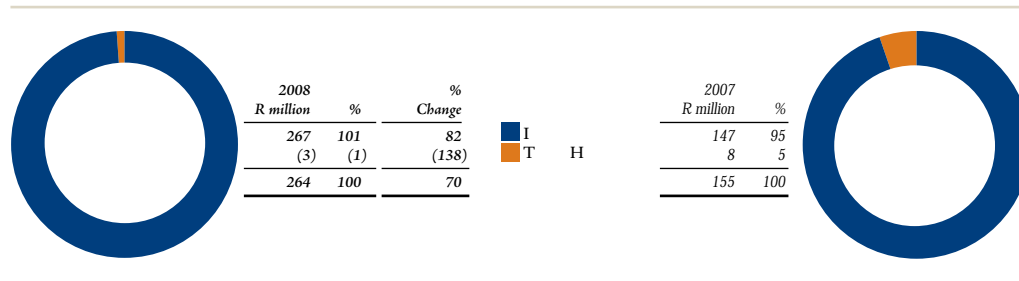 2008 % 2007
R million % Change R million %
267 101 82 I 147 95
(3) (1) (138) T H 8 5
264 100 70 155 100